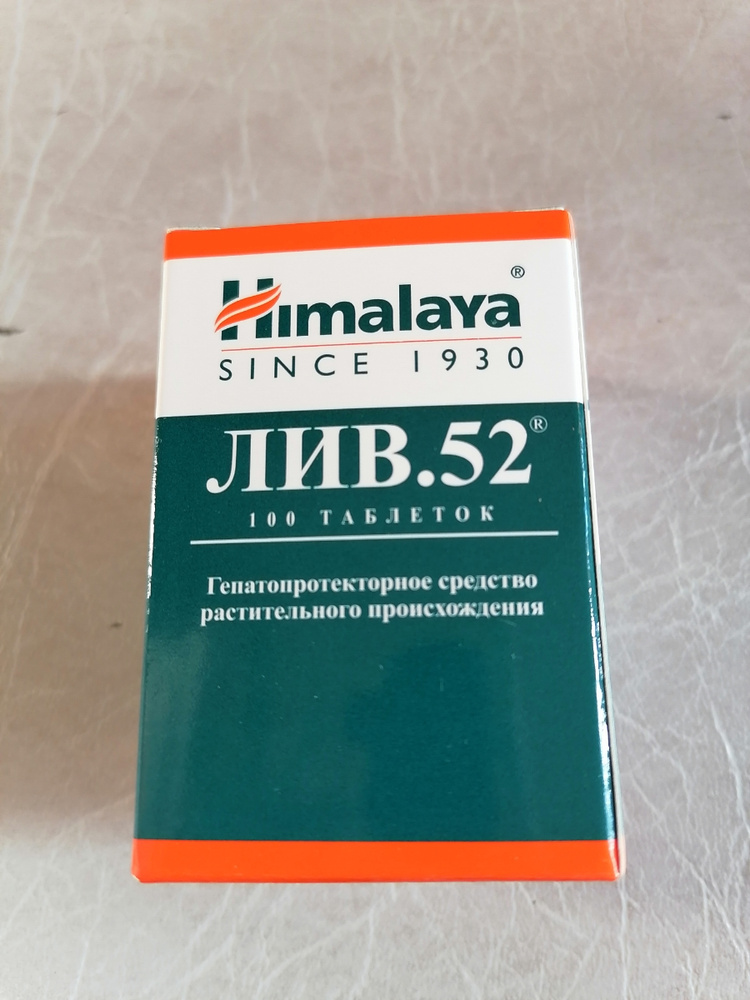 Himalaya®
SINCE 1930
ЛИВ.52®
100 ТАБЛЕТОК
Гепатопротекторное средство
растительного происхождения